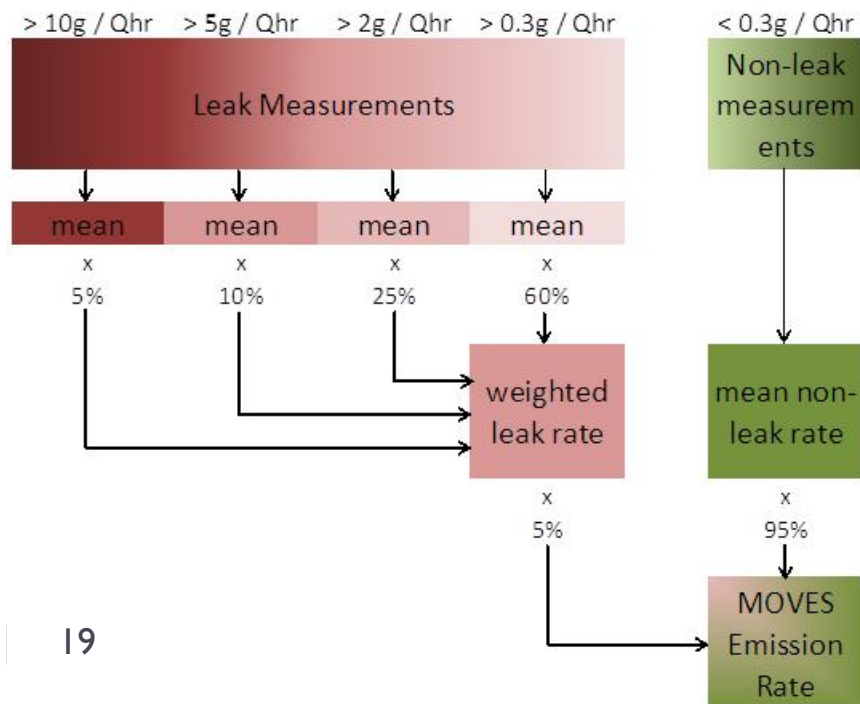 > 10g / Qhr > 5g / Qhr > 2g / Qhr > 0.3g / Qhr < 0.3g / Qhr
Leak Measurements
Non-leak
measurem
ents
mean mean mean mean
x x x x
5% 10% 25% 60%
weighted
leak rate
mean non-
leak rate
x x
5% 95%
MOVES
Emission
Rate
19